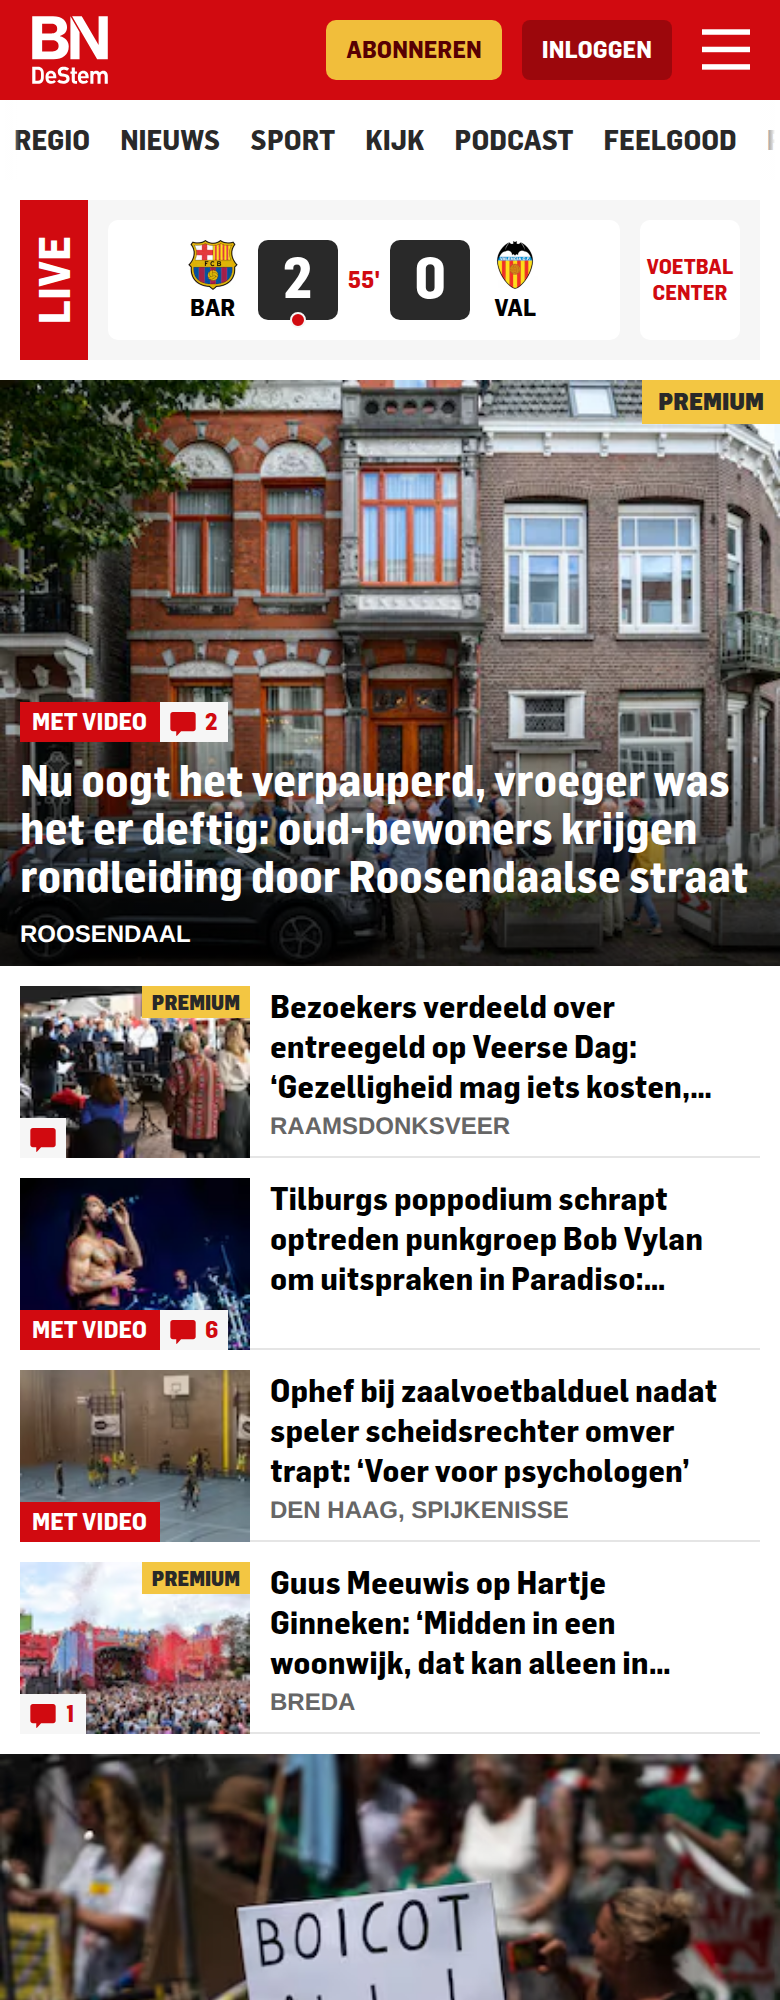 BN
DeStem
ABONNEREN
INLOGGEN
REGIO NIEUWS SPORT KIJK PODCAST FEELGOOD
LIVE
BAR
2
55'
0
VAL
VOETBAL
CENTER
PREMIUM
MET VIDEO
2
Nu oogt het verpauperd, vroeger was
het er deftig: oud-bewoners krijgen
rondleiding door Roosendaalse straat
ROOSENDAAL
PREMIUM
Bezoekers verdeeld over
entreegeld op Veerse Dag:
‘Gezelligheid mag iets kosten,...
RAAMSDONKSVEER
Tilburgs poppodium schrapt
optreden punkgroep Bob Vylan
om uitspraken in Paradiso:...
MET VIDEO
6
Ophef bij zaalvoetbalduel nadat
speler scheidsrechter omver
trapt: ‘Voer voor psychologen’
DEN HAAG, SPIJKENISSE
MET VIDEO
PREMIUM
Guus Meeuwis op Hartje
Ginneken: ‘Midden in een
woonwijk, dat kan alleen in...
BREDA
1
BOICOT